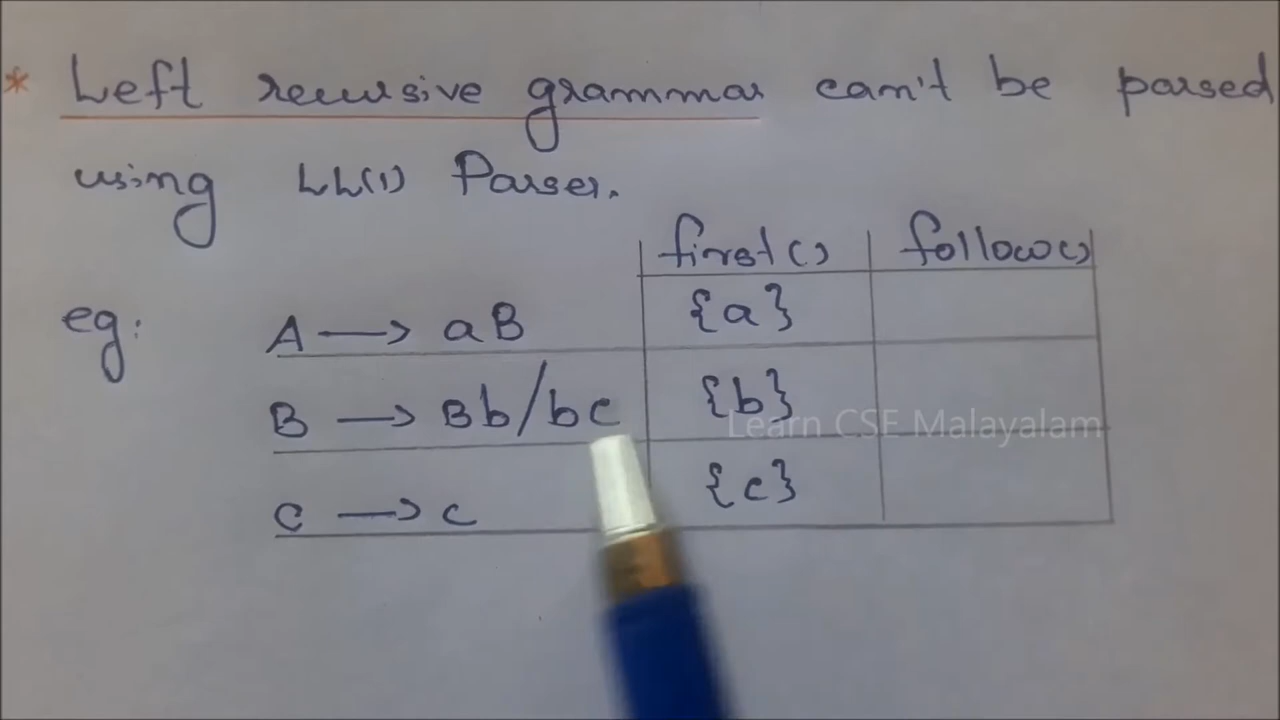 * Left recursive grammar can't be parsed
using LL(1) Parser.
first() follow()
eg: A → aB {a}
B → Bb/bC {b}
C → c {c}
Learn CSE Malayalam